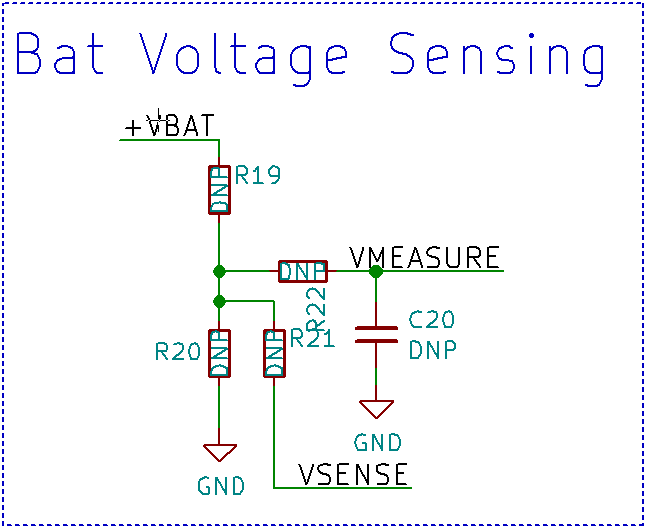 Bat Voltage Sensing
+VBAT
R19
DNP
VMEASURE
DNP
R22
C20
DNP
R20
DNP
DNP
R21
GND
GND
VSENSE